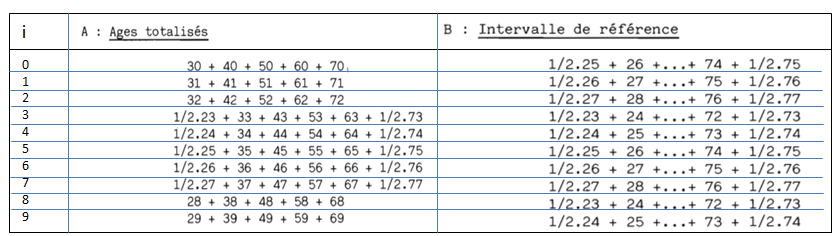 i A : Ages totalisés B : Intervalle de référence
0 30 + 40 + 50 + 60 + 70 1/2.25 + 26 +...+ 74 + 1/2.75
1 31 + 41 + 51 + 61 + 71 1/2.26 + 27 +...+ 75 + 1/2.76
2 32 + 42 + 52 + 62 + 72 1/2.27 + 28 +...+ 76 + 1/2.77
3 1/2.23 + 33 + 43 + 53 + 63 + 1/2.73 1/2.23 + 24 +...+ 72 + 1/2.73
4 1/2.24 + 34 + 44 + 54 + 64 + 1/2.74 1/2.24 + 25 +...+ 73 + 1/2.74
5 1/2.25 + 35 + 45 + 55 + 65 + 1/2.75 1/2.25 + 26 +...+ 74 + 1/2.75
6 1/2.26 + 36 + 46 + 56 + 66 + 1/2.76 1/2.26 + 27 +...+ 75 + 1/2.76
7 1/2.27 + 37 + 47 + 57 + 67 + 1/2.77 1/2.27 + 28 +...+ 76 + 1/2.77
8 28 + 38 + 48 + 58 + 68 1/2.23 + 24 +...+ 72 + 1/2.73
9 29 + 39 + 49 + 59 + 69 1/2.24 + 25 +...+ 73 + 1/2.74